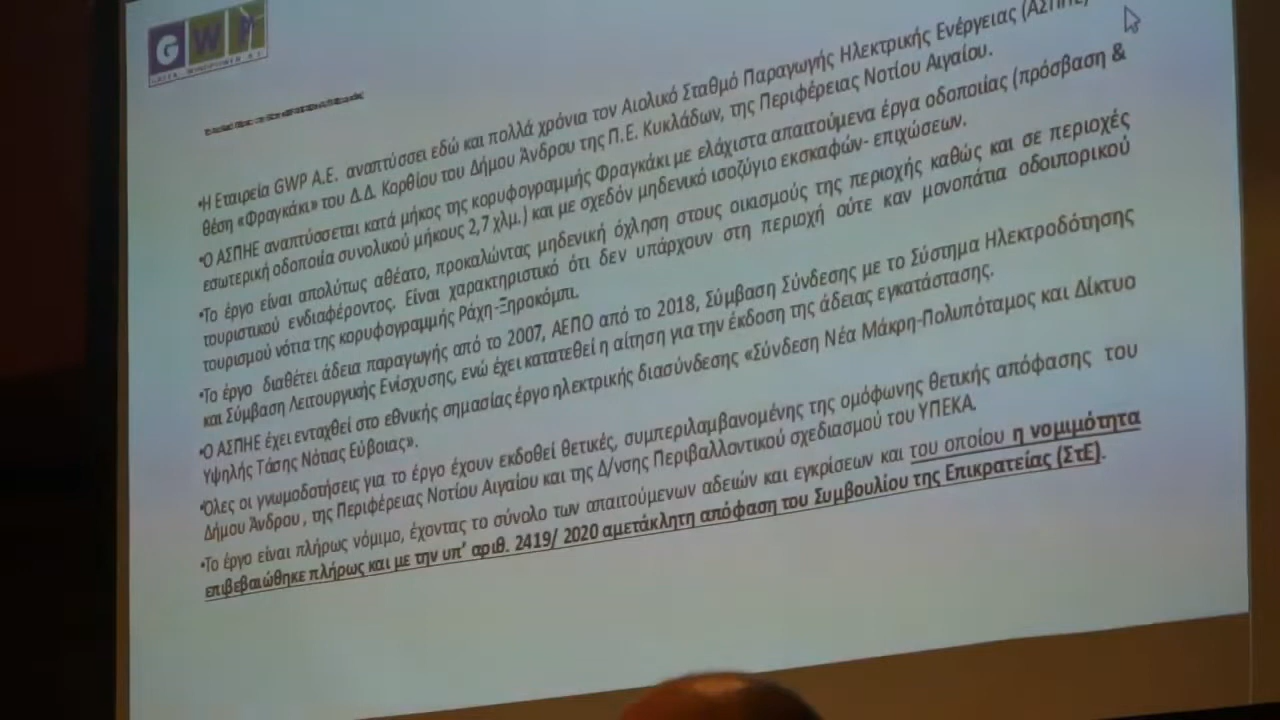 GWP
•Η Εταιρεία GWP Α.Ε. αναπτύσσει εδώ και πολλά χρόνια τον Αιολικό Σταθμό Παραγωγής Ηλεκτρικής Ενέργειας (ΑΣΠΗΕ)
θέση «Φραγκάκι» του Δ.Δ. Κορθίου του Δήμου Άνδρου της Π.Ε. Κυκλάδων, της Περιφέρειας Νοτίου Αιγαίου.
•Ο ΑΣΠΗΕ αναπτύσσεται κατά μήκος της κορυφογραμμής Φραγκάκι με ελάχιστα απαιτούμενα έργα οδοποιίας (πρόσβαση &
εσωτερική οδοποιία συνολικού μήκους 2,7 χλμ.) και με σχεδόν μηδενικό ισοζύγιο εκσκαφών- επιχώσεων.
•Το έργο είναι απολύτως αθέατο, προκαλώντας μηδενική όχληση στους οικισμούς της περιοχής καθώς και σε περιοχές
τουριστικού ενδιαφέροντος. Είναι χαρακτηριστικό ότι δεν υπάρχουν στη περιοχή ούτε καν μονοπάτια οδοιπορικού
τουρισμού νότια της κορυφογραμμής Ράχη-Ξηροκόμπι.
•Το έργο διαθέτει άδεια παραγωγής από το 2007, ΑΕΠΟ από το 2018, Σύμβαση Σύνδεσης με το Σύστημα Ηλεκτροδότησης
και Σύμβαση Λειτουργικής Ενίσχυσης, ενώ έχει κατατεθεί η αίτηση για την έκδοση της άδειας εγκατάστασης.
•Ο ΑΣΠΗΕ έχει ενταχθεί στο εθνικής σημασίας έργο ηλεκτρικής διασύνδεσης «Σύνδεση Νέα Μάκρη-Πολυπόταμος και Δίκτυο
Υψηλής Τάσης Νότιας Εύβοιας».
•Όλες οι γνωμοδοτήσεις για το έργο έχουν εκδοθεί θετικές, συμπεριλαμβανομένης της ομόφωνης θετικής απόφασης του
Δήμου Άνδρου , της Περιφέρειας Νοτίου Αιγαίου και της Δ/νσης Περιβαλλοντικού σχεδιασμού του ΥΠΕΚΑ.
•Το έργο είναι πλήρως νόμιμο, έχοντας το σύνολο των απαιτούμενων αδειών και εγκρίσεων και του οποίου η νομιμότητα
επιβεβαιώθηκε πλήρως και με την υπ' αριθ. 2419/ 2020 αμετάκλητη απόφαση του Συμβουλίου της Επικρατείας (ΣτΕ).